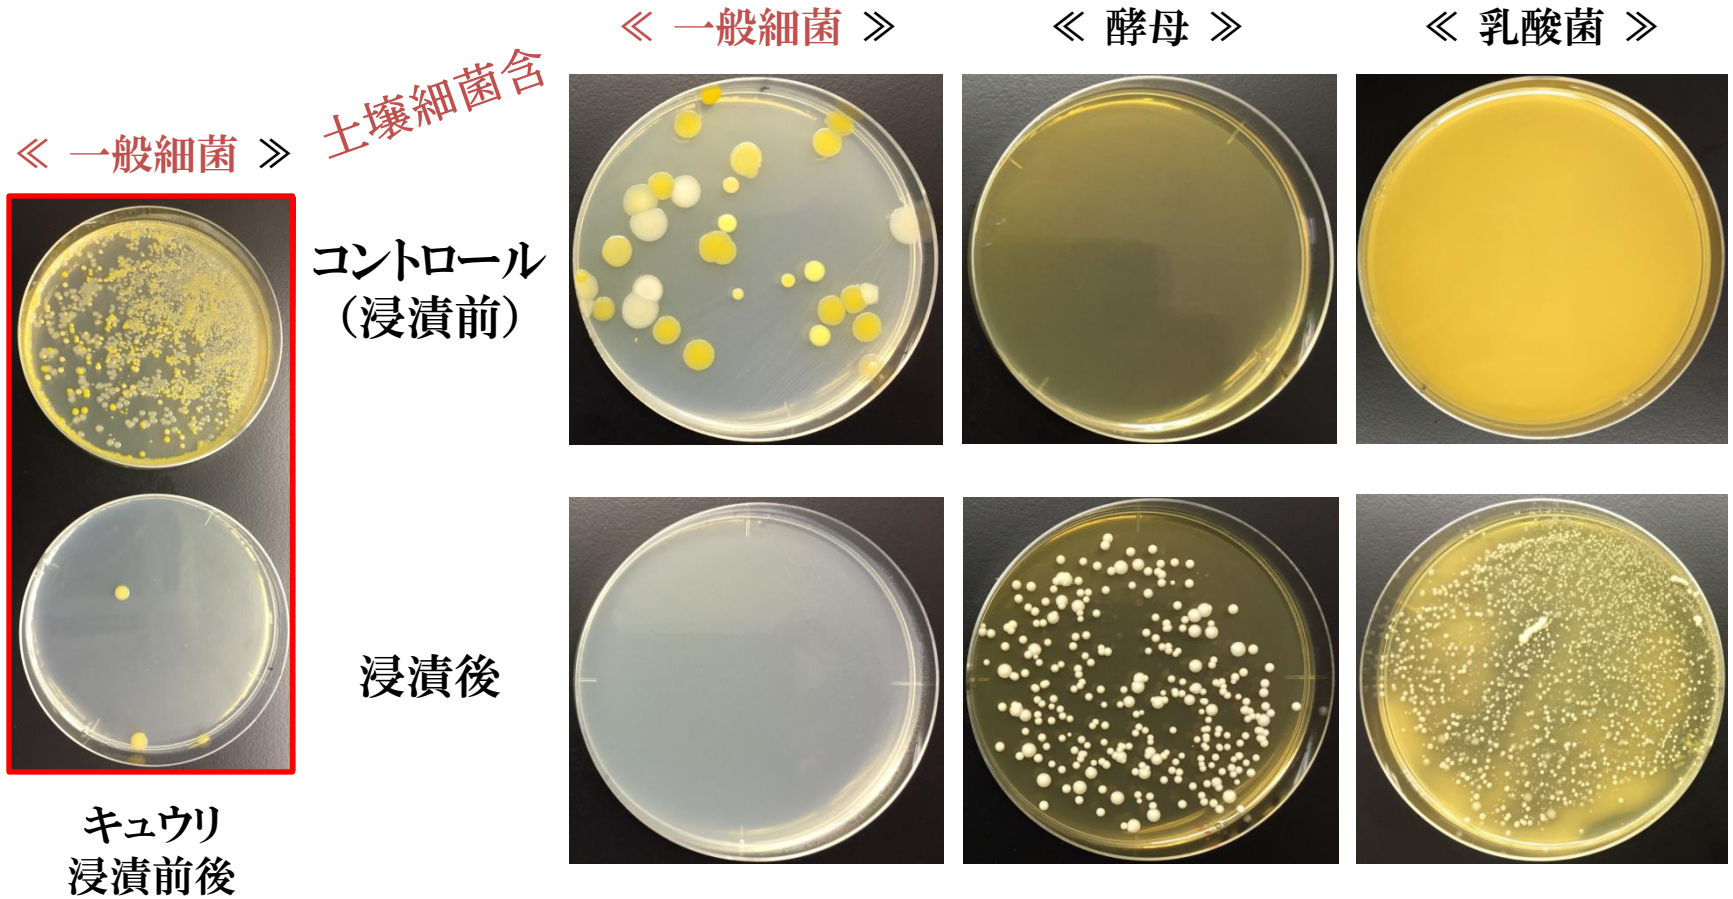 ≪ 一般細菌 ≫
≪ 酵母 ≫
≪ 乳酸菌 ≫
土壌細菌含
≪ 一般細菌 ≫
コントロール
（浸漬前）
浸漬後
キュウリ
浸漬前後